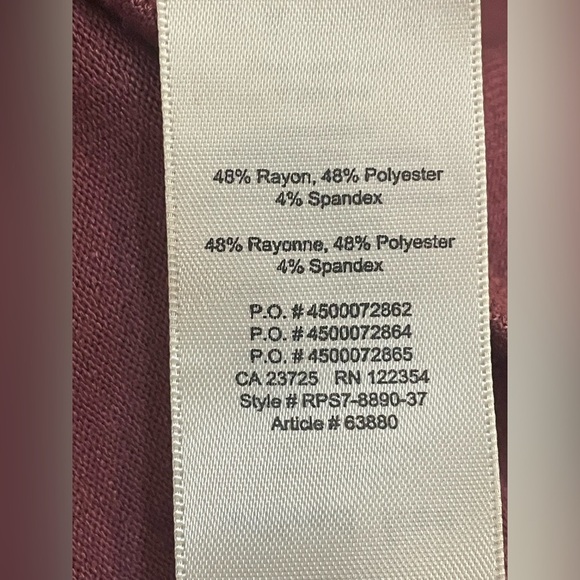 48% Rayon, 48% Polyester
4% Spandex
48% Rayonne, 48% Polyester
4% Spandex
P.O. # 4500072862
P.O. # 4500072864
P.O. # 4500072865
CA 23725 RN 122354
Style # RPS7-8890-37
Article # 63880